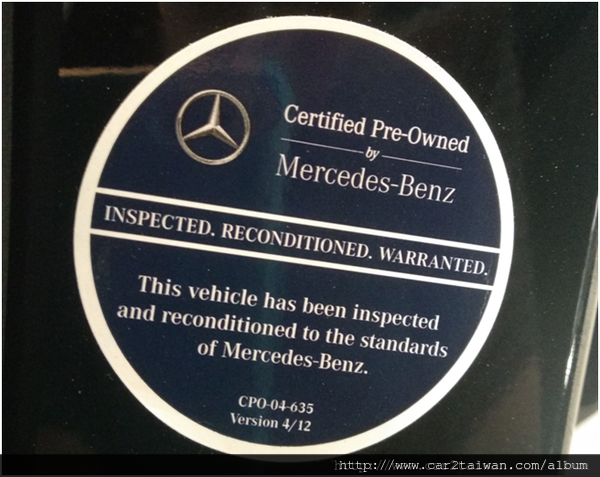 Certified Pre-Owned
by
Mercedes-Benz
INSPECTED. RECONDITIONED. WARRANTED.
This vehicle has been inspected
and reconditioned to the standards
of Mercedes-Benz.
CPO-04-635
Version 4/12
http://www.car2taiwan.com/album